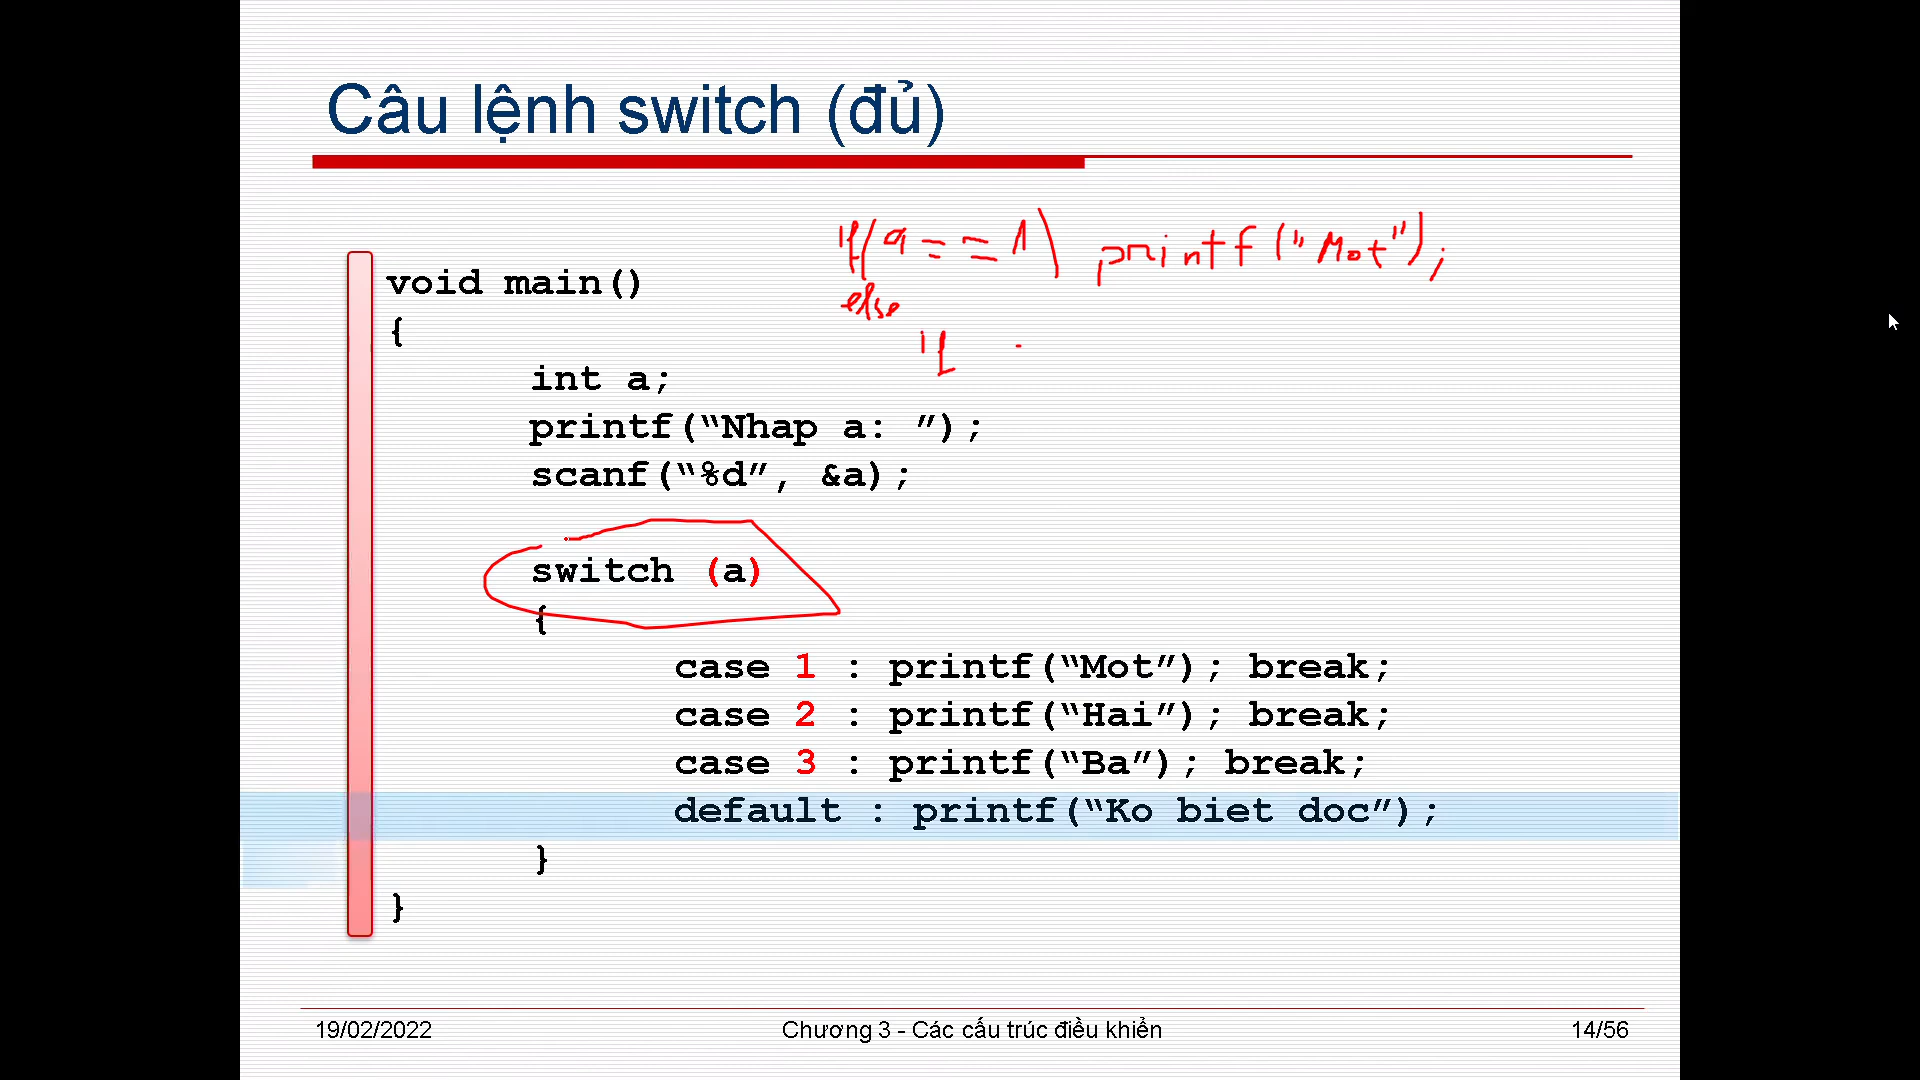 Câu lệnh switch (đủ)
if(a == 1) printf("Mot");
else
if
void main()
{
int a;
printf(“Nhap a: ”);
scanf(“%d”, &a);
switch (a)
{
case 1 : printf(“Mot”); break;
case 2 : printf(“Hai”); break;
case 3 : printf(“Ba”); break;
default : printf(“Ko biet doc”);
}
}
19/02/2022
Chương 3 - Các cấu trúc điều khiển
14/56